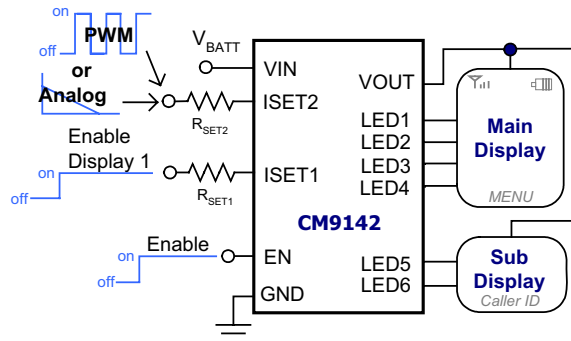 on
off
PWM
or
Analog
Enable
Display 1
off
on
off
Enable
V BATT
R SET2
R SET1
VIN
ISET2
ISET1
EN
GND
CM9142
VOUT
LED1
LED2
LED3
LED4
LED5
LED6
Main
Display
MENU
Sub
Display
Caller ID